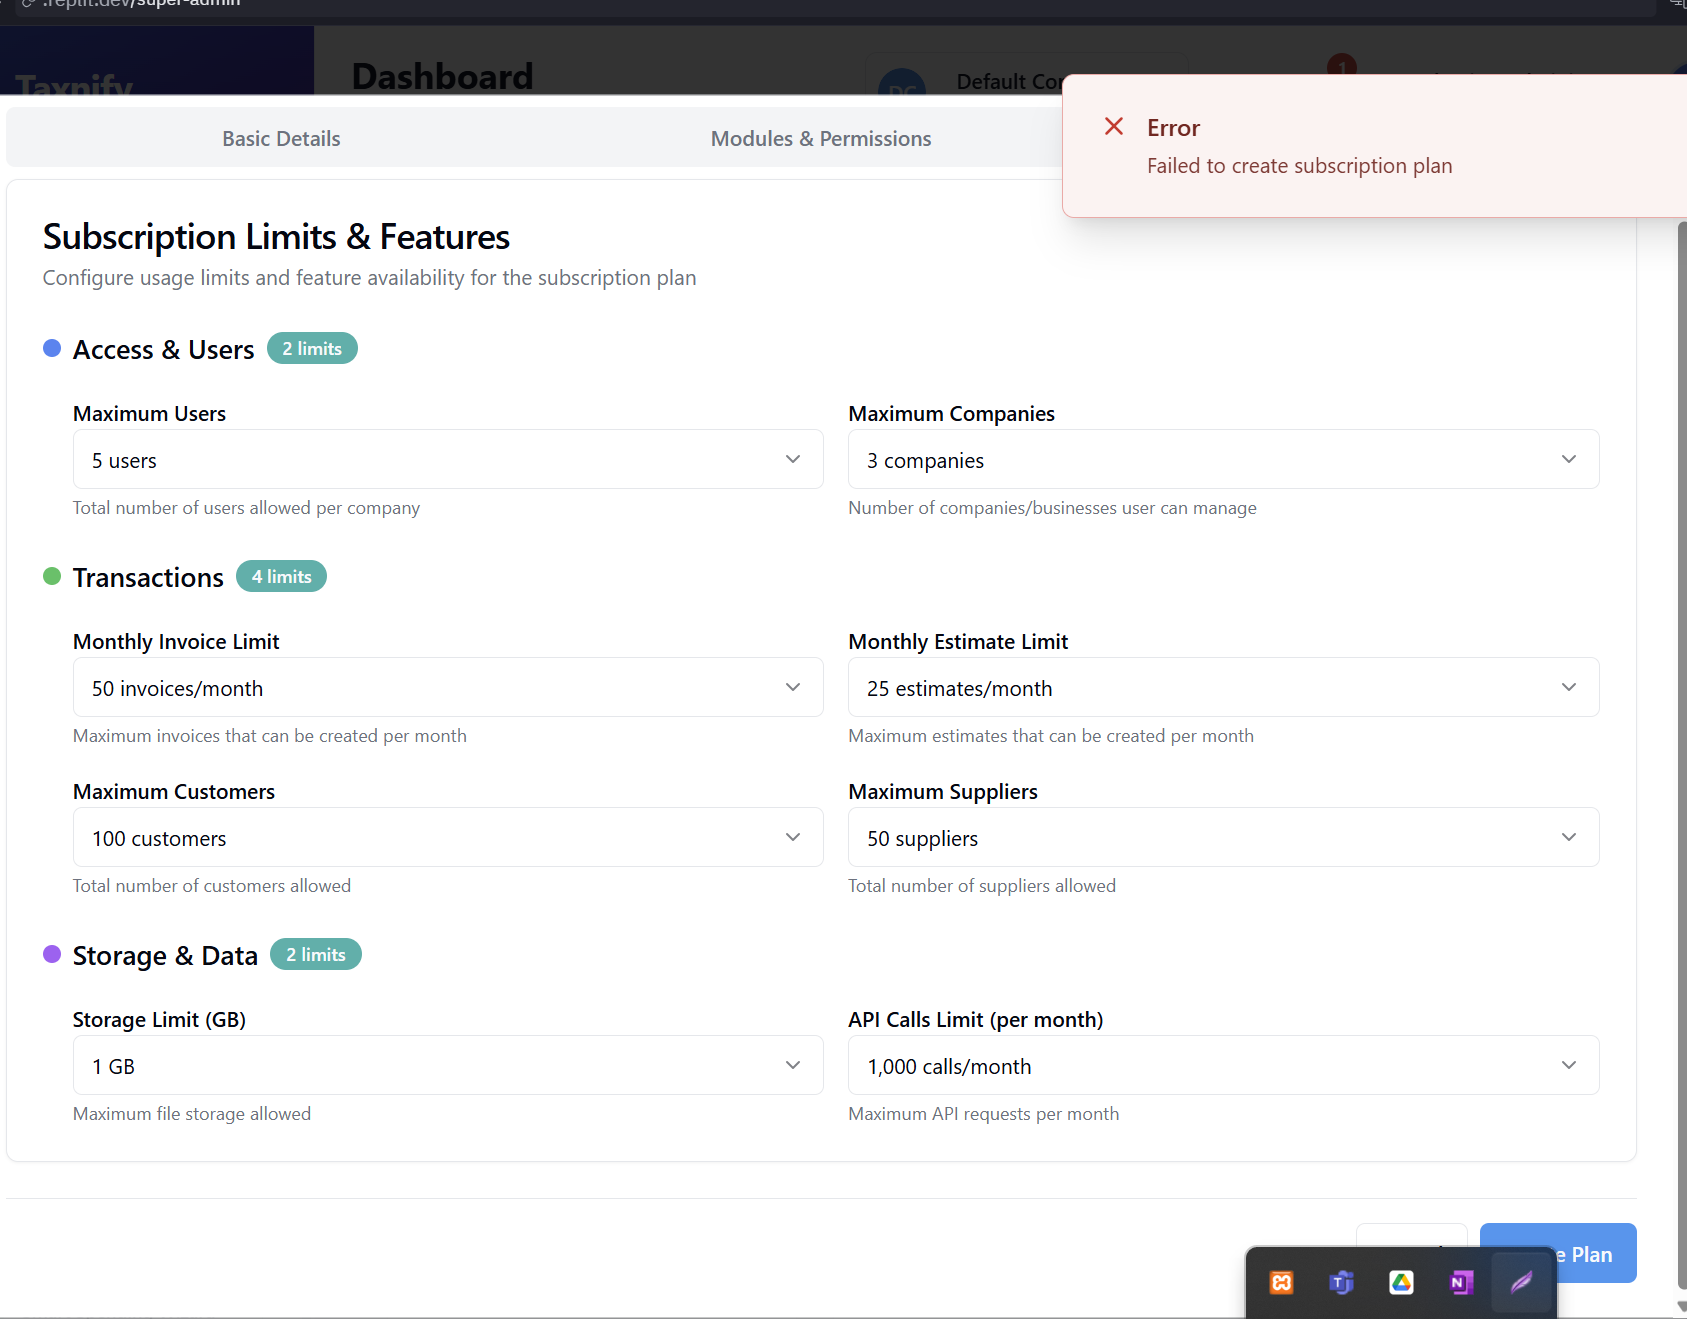 .replit.dev/super-admin
Taxnify
Dashboard
DC
Default
1
Error
Failed to create subscription plan
Basic Details
Modules & Permissions
Subscription Limits & Features
Configure usage limits and feature availability for the subscription plan
Access & Users
2 limits
Maximum Users
Maximum Companies
5 users
3 companies
Total number of users allowed per company
Number of companies/businesses user can manage
Transactions
4 limits
Monthly Invoice Limit
Monthly Estimate Limit
50 invoices/month
25 estimates/month
Maximum invoices that can be created per month
Maximum estimates that can be created per month
Maximum Customers
Maximum Suppliers
100 customers
50 suppliers
Total number of customers allowed
Total number of suppliers allowed
Storage & Data
2 limits
Storage Limit (GB)
API Calls Limit (per month)
1 GB
1,000 calls/month
Maximum file storage allowed
Maximum API requests per month
Plan